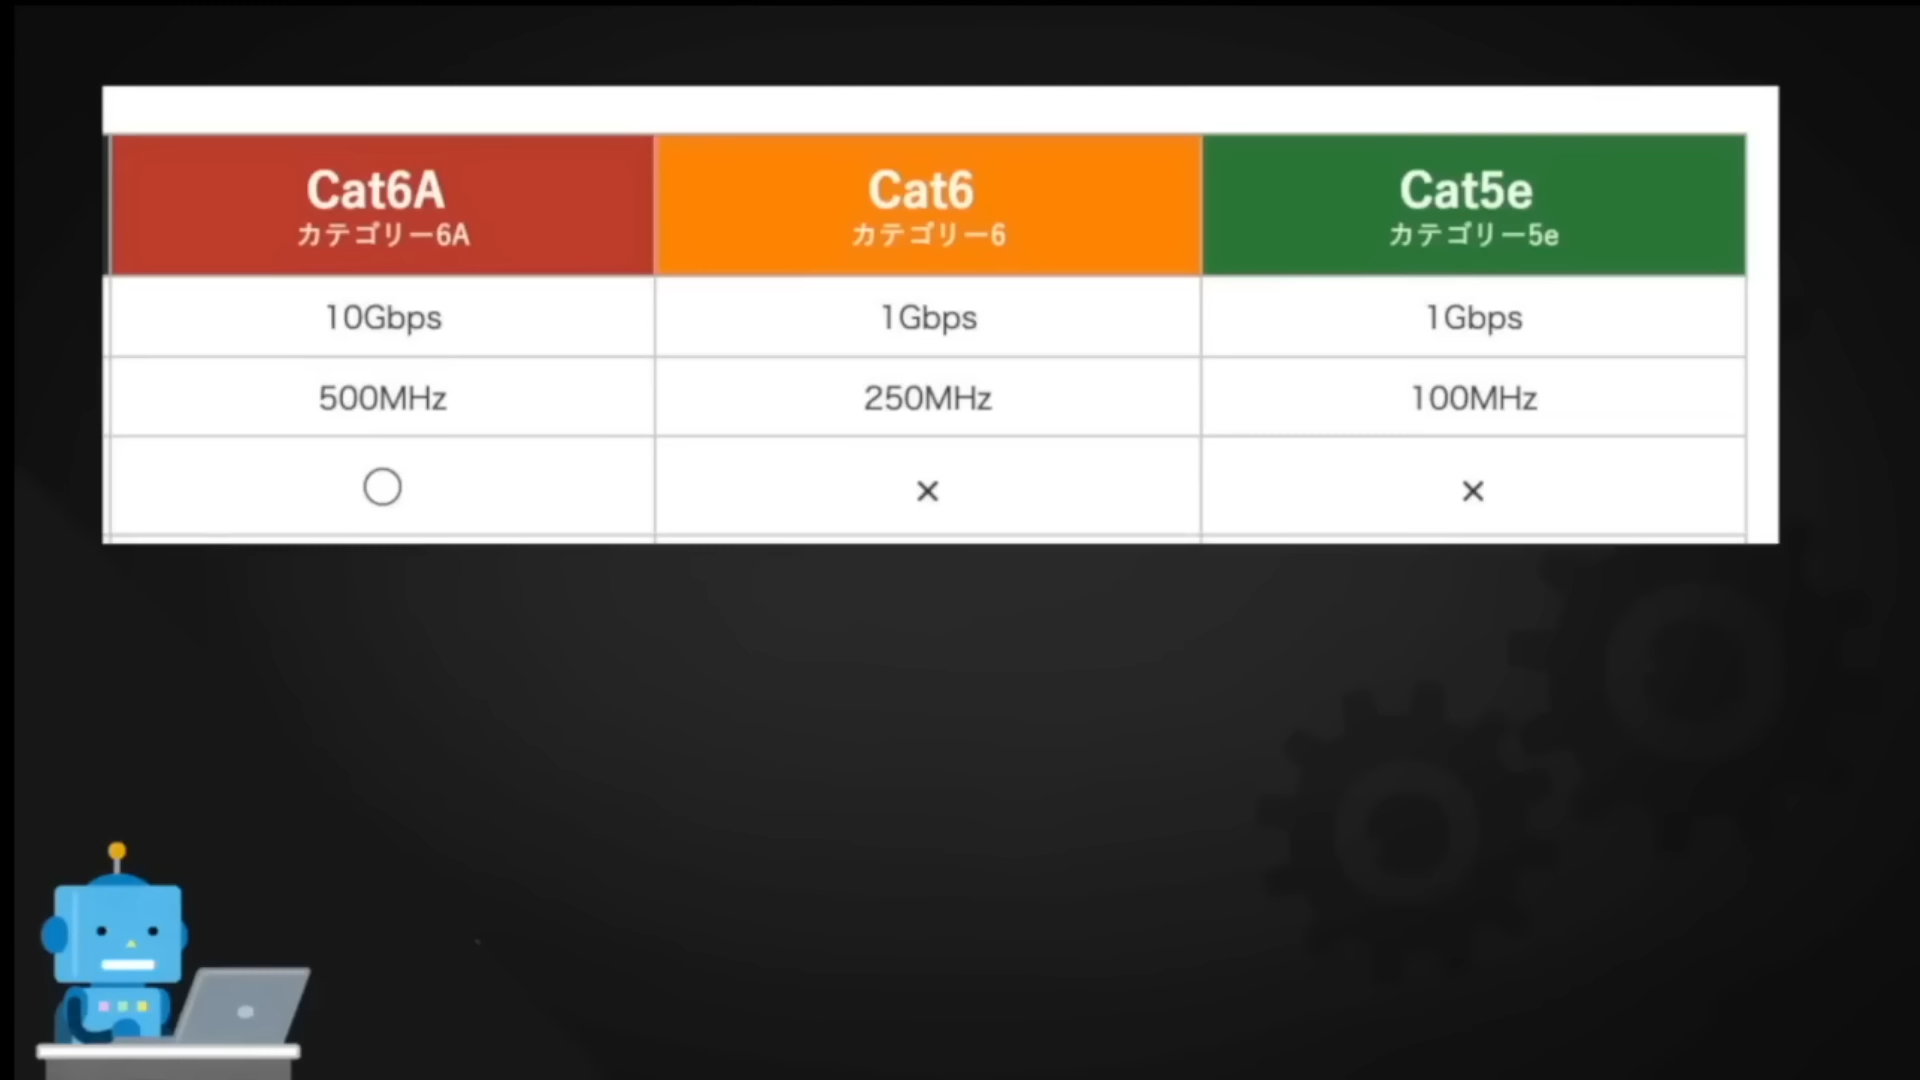 Cat6A
カテゴリー6A
Cat6
カテゴリー6
Cat5e
カテゴリー5e
10Gbps
1Gbps
1Gbps
500MHz
250MHz
100MHz
○
×
×